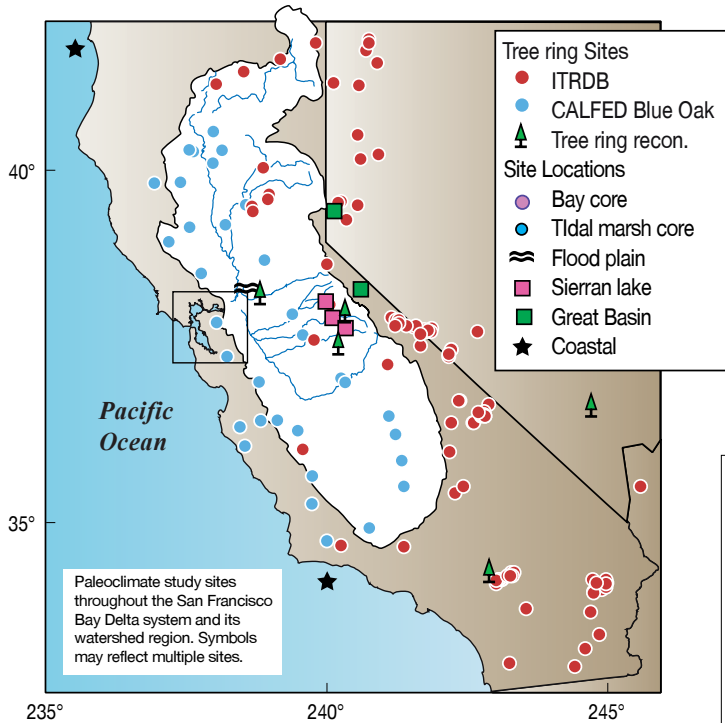 Tree ring Sites
ITRDB
CALFED Blue Oak
Tree ring recon.
Site Locations
Bay core
TIdal marsh core
Flood plain
Sierran lake
Great Basin
Coastal
40°
35°
Pacific
Ocean
Paleoclimate study sites
throughout the San Francisco
Bay Delta system and its
watershed region. Symbols
may reflect multiple sites.
235°
240°
245°